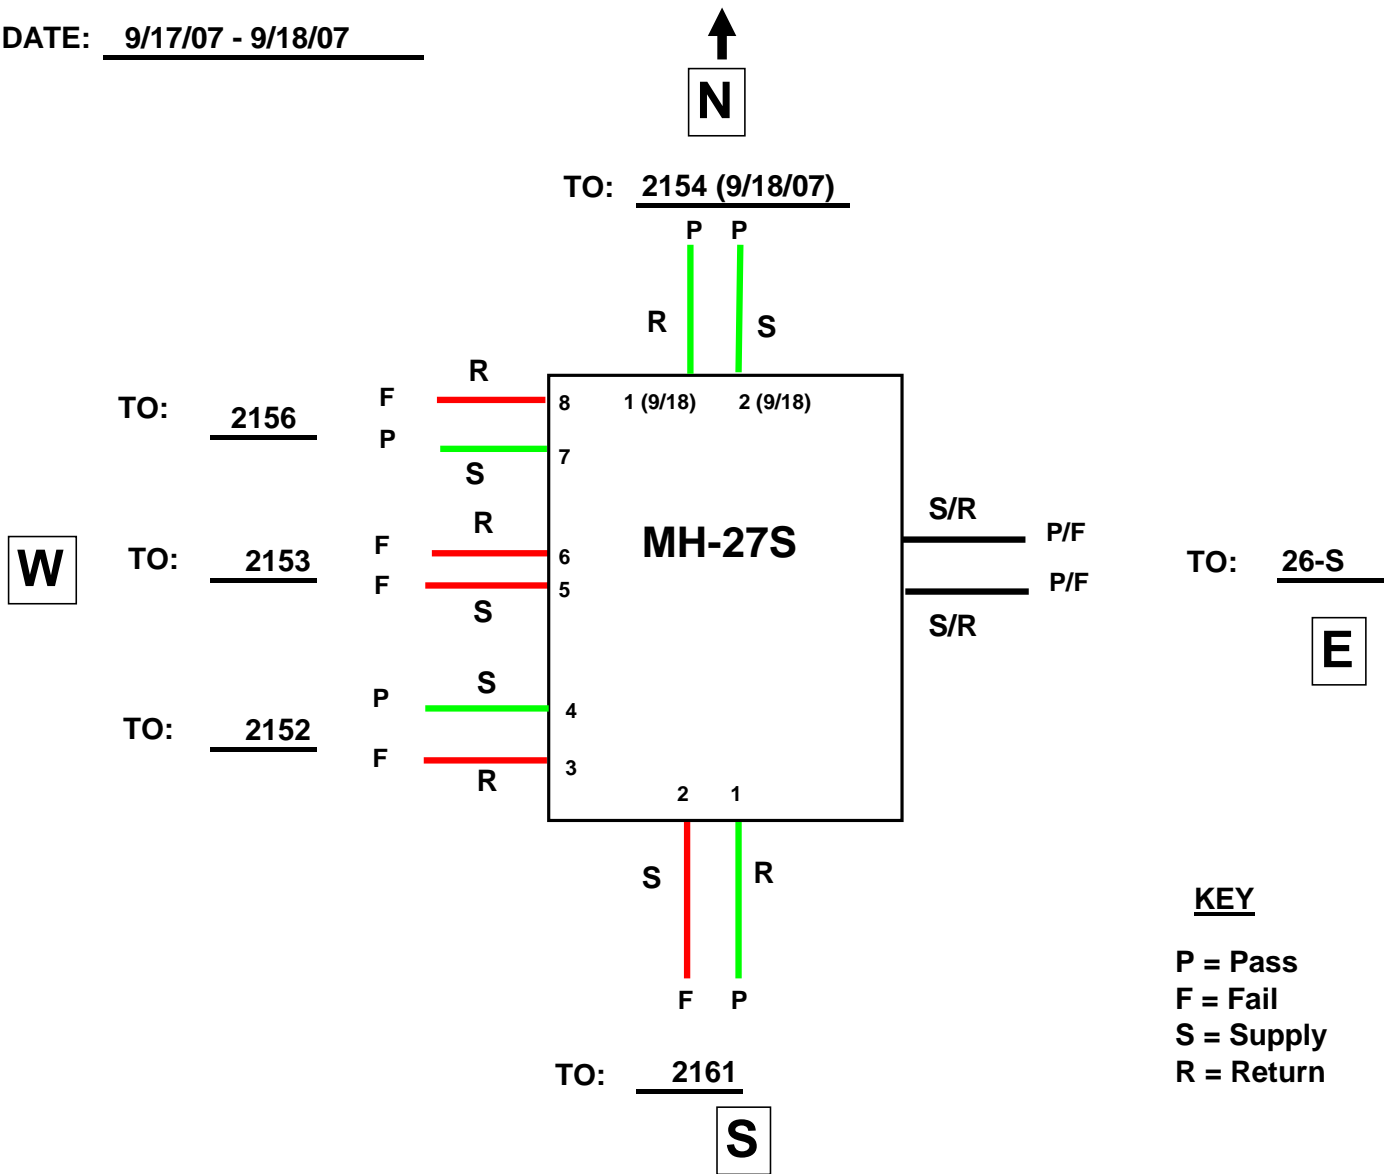 DATE: 9/17/07 - 9/18/07
N
TO: 2154 (9/18/07)
P P
R S
R
F
TO: 2156
P
S
8 1 (9/18) 2 (9/18)
7
R
F
W TO: 2153
F
S
6
5
MH-27S
S/R
P/F
P/F
S/R
TO: 26-S
E
S
P
TO: 2152
F
R
4
3
2 1
S R
F P
TO: 2161
S
KEY
P = Pass
F = Fail
S = Supply
R = Return